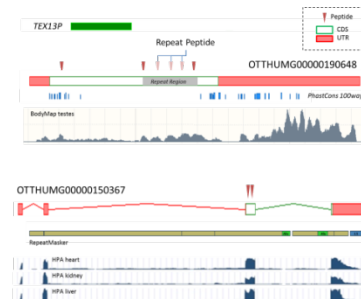 Peptide
CDS
UTR
TEX13P
Repeat Peptide
OTTHUMG00000190648
Repeat Region
PhastCons 100way
BodyMap testes
OTTHUMG00000150367
RepeatMasker
HPA heart
HPA kidney
HPA liver